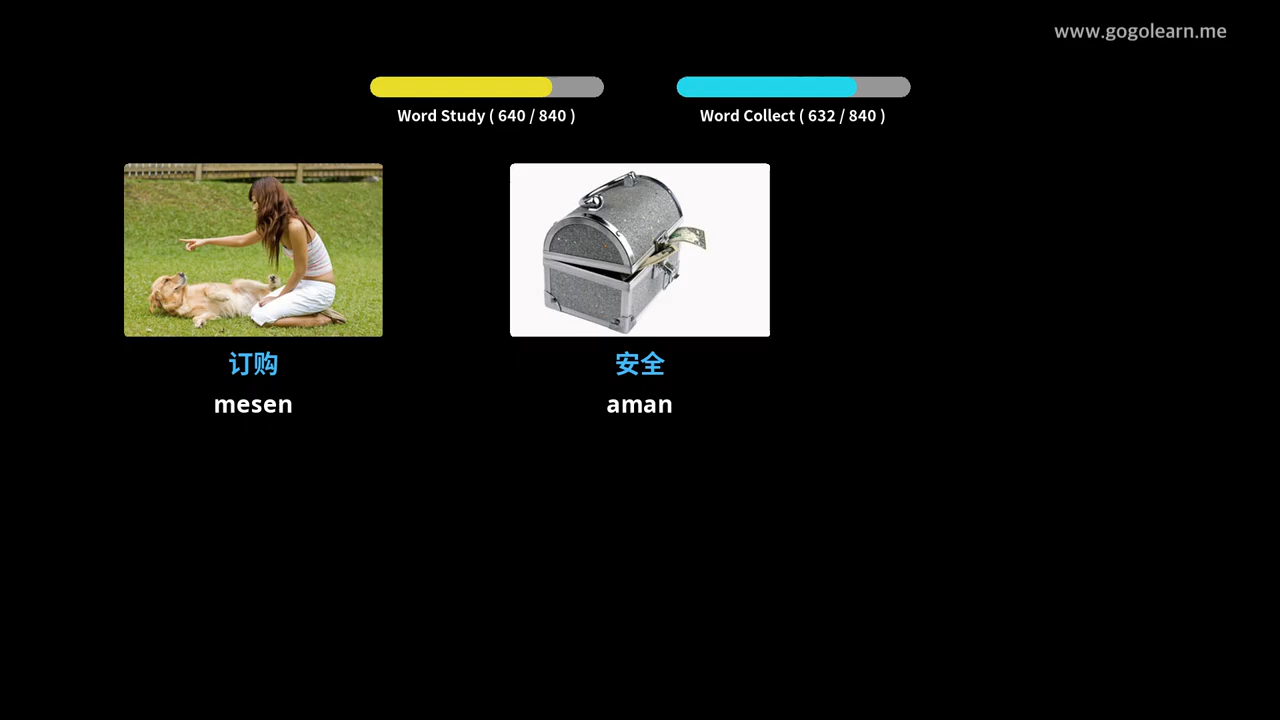 www.gogolearn.me
Word Study ( 640 / 840 )
Word Collect ( 632 / 840 )
订购
mesen
安全
aman